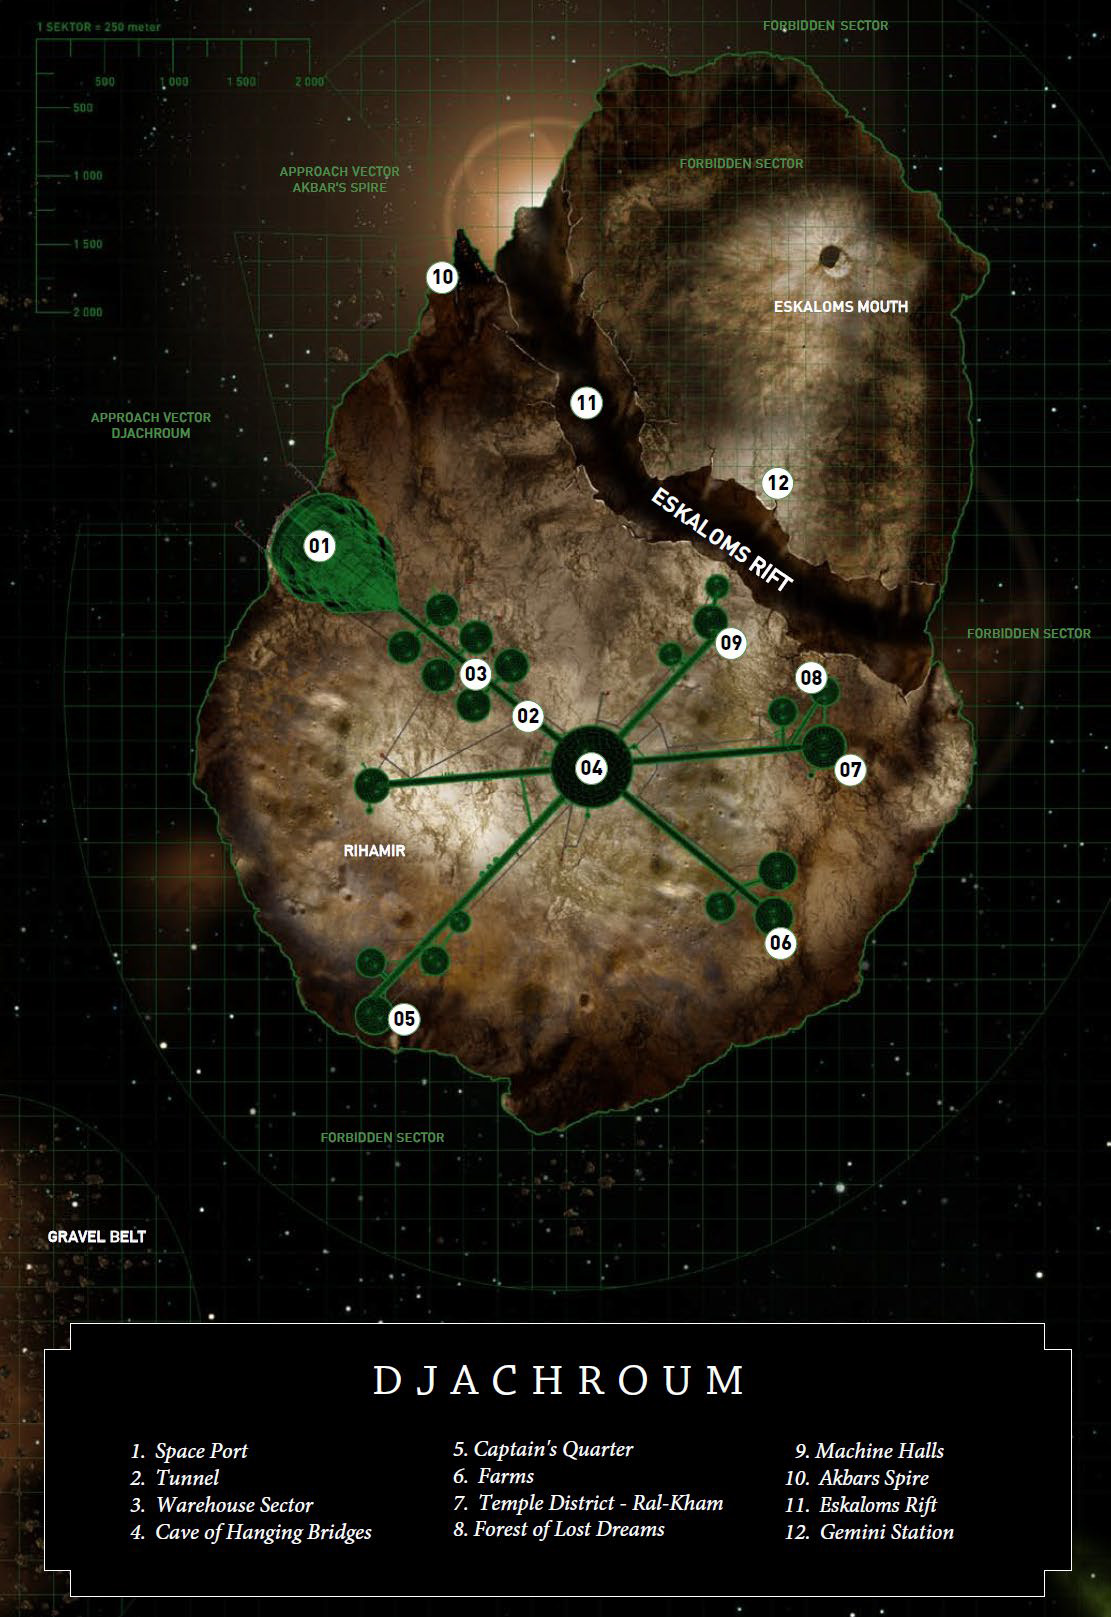 1 SEKTOR = 250 meter
500
1 000
1 500
2 000
500
1 000
1 500
2 000
FORBIDDEN SECTOR
FORBIDDEN SECTOR
APPROACH VECTOR
AKBAR'S SPIRE
10
ESKALOMS MOUTH
11
APPROACH VECTOR
DJACHROUM
12
ESKALOMS RIFT
01
FORBIDDEN SECTOR
09
03
08
02
04
07
RIHAMIR
06
05
FORBIDDEN SECTOR
GRAVEL BELT
DJACHROUM
1. Space Port
2. Tunnel
3. Warehouse Sector
4. Cave of Hanging Bridges
5. Captain's Quarter
6. Farms
7. Temple District - Ral-Kham
8. Forest of Lost Dreams
9. Machine Halls
10. Akbars Spire
11. Eskaloms Rift
12. Gemini Station